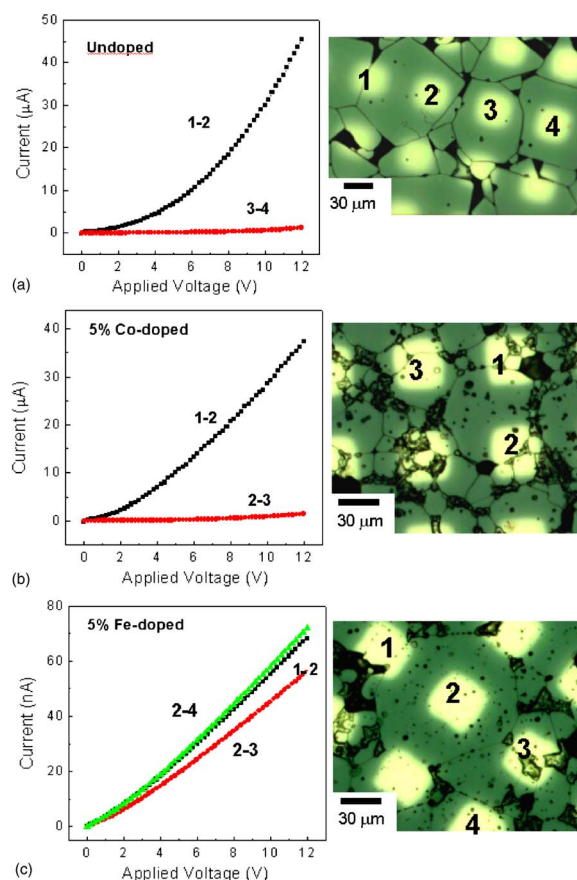 50
40
30
20
10
0
Current (μA)
Undoped
1-2
3-4
0 2 4 6 8 10 12
Applied Voltage (V)
(a)
1
2
3
4
30 μm
40
30
20
10
0
Current (μA)
5% Co-doped
1-2
2-3
0 2 4 6 8 10 12
Applied Voltage (V)
(b)
3
1
2
30 μm
80
60
40
20
0
Current (nA)
5% Fe-doped
1-2
2-4
2-3
0 2 4 6 8 10 12
Applied Voltage (V)
(c)
1
2
3
4
30 μm